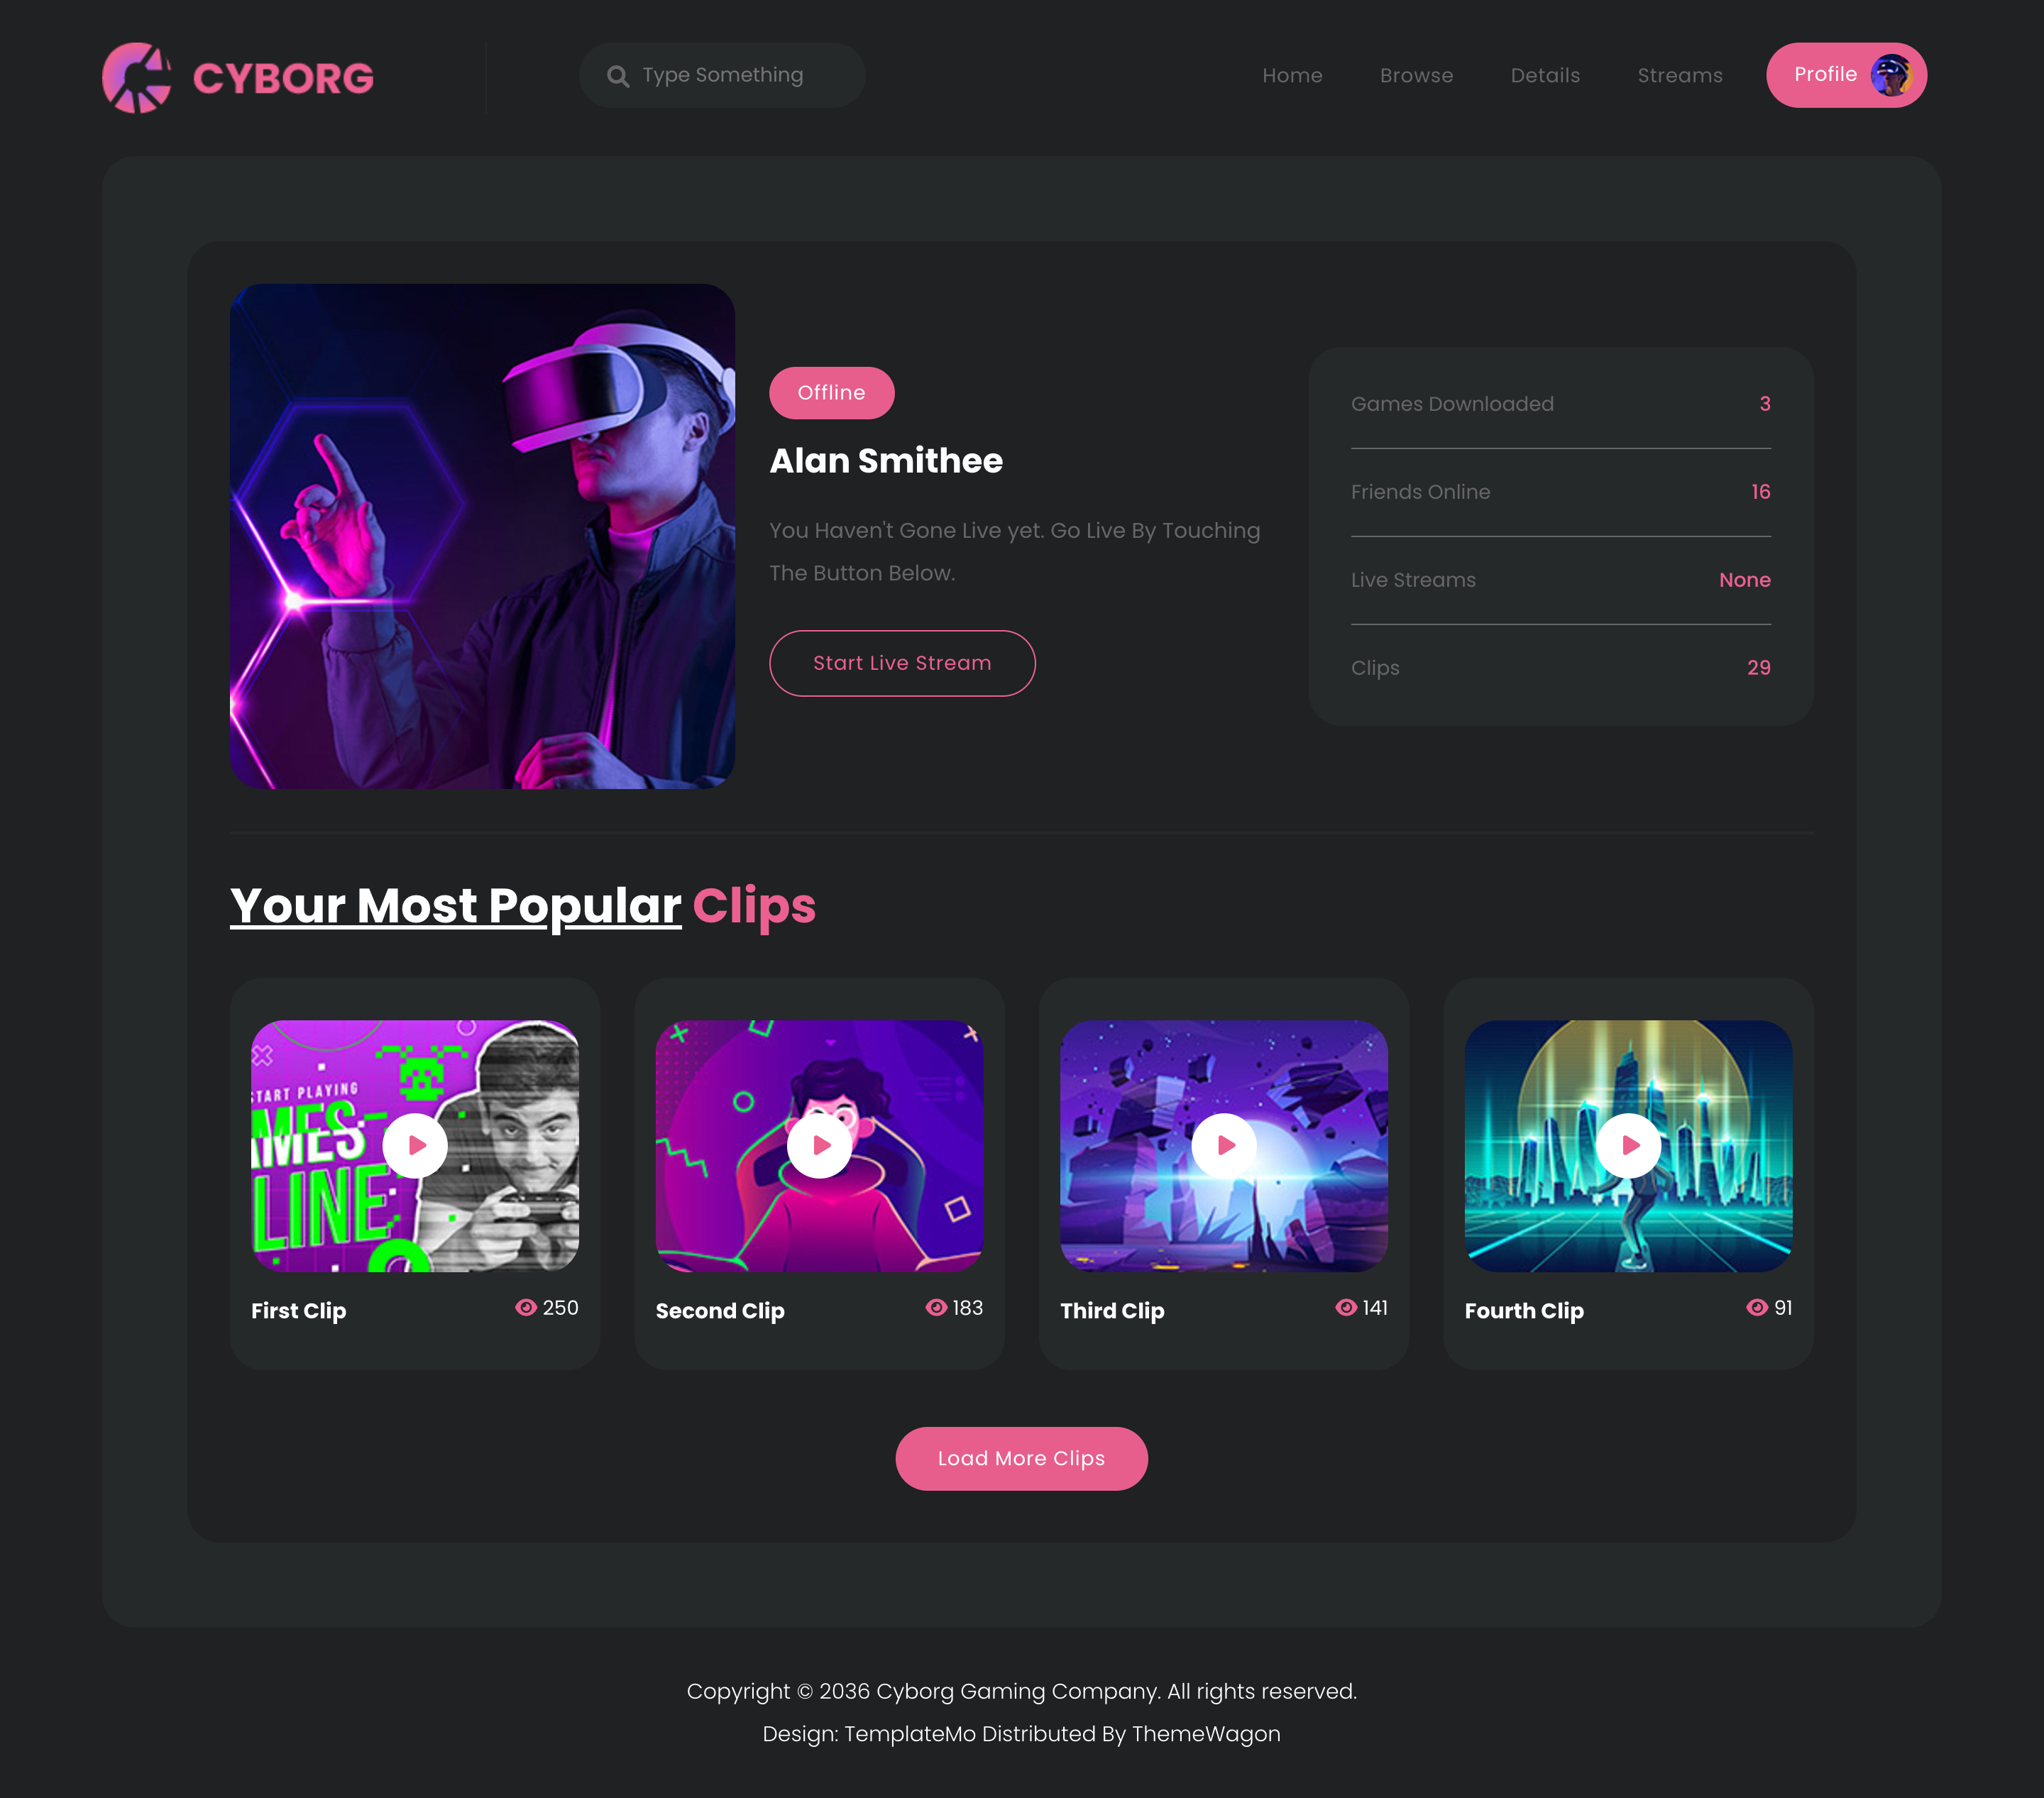 CYBORG
Type Something
Home
Browse
Details
Streams
Profile
Offline
Alan Smithee
You Haven't Gone Live yet. Go Live By Touching
The Button Below.
Start Live Stream
Games Downloaded 3
Friends Online 16
Live Streams None
Clips 29
Your Most Popular Clips
START PLAYING
First Clip 250
Second Clip 183
Third Clip 141
Fourth Clip 91
Load More Clips
Copyright © 2036 Cyborg Gaming Company. All rights reserved.
Design: TemplateMo Distributed By ThemeWagon